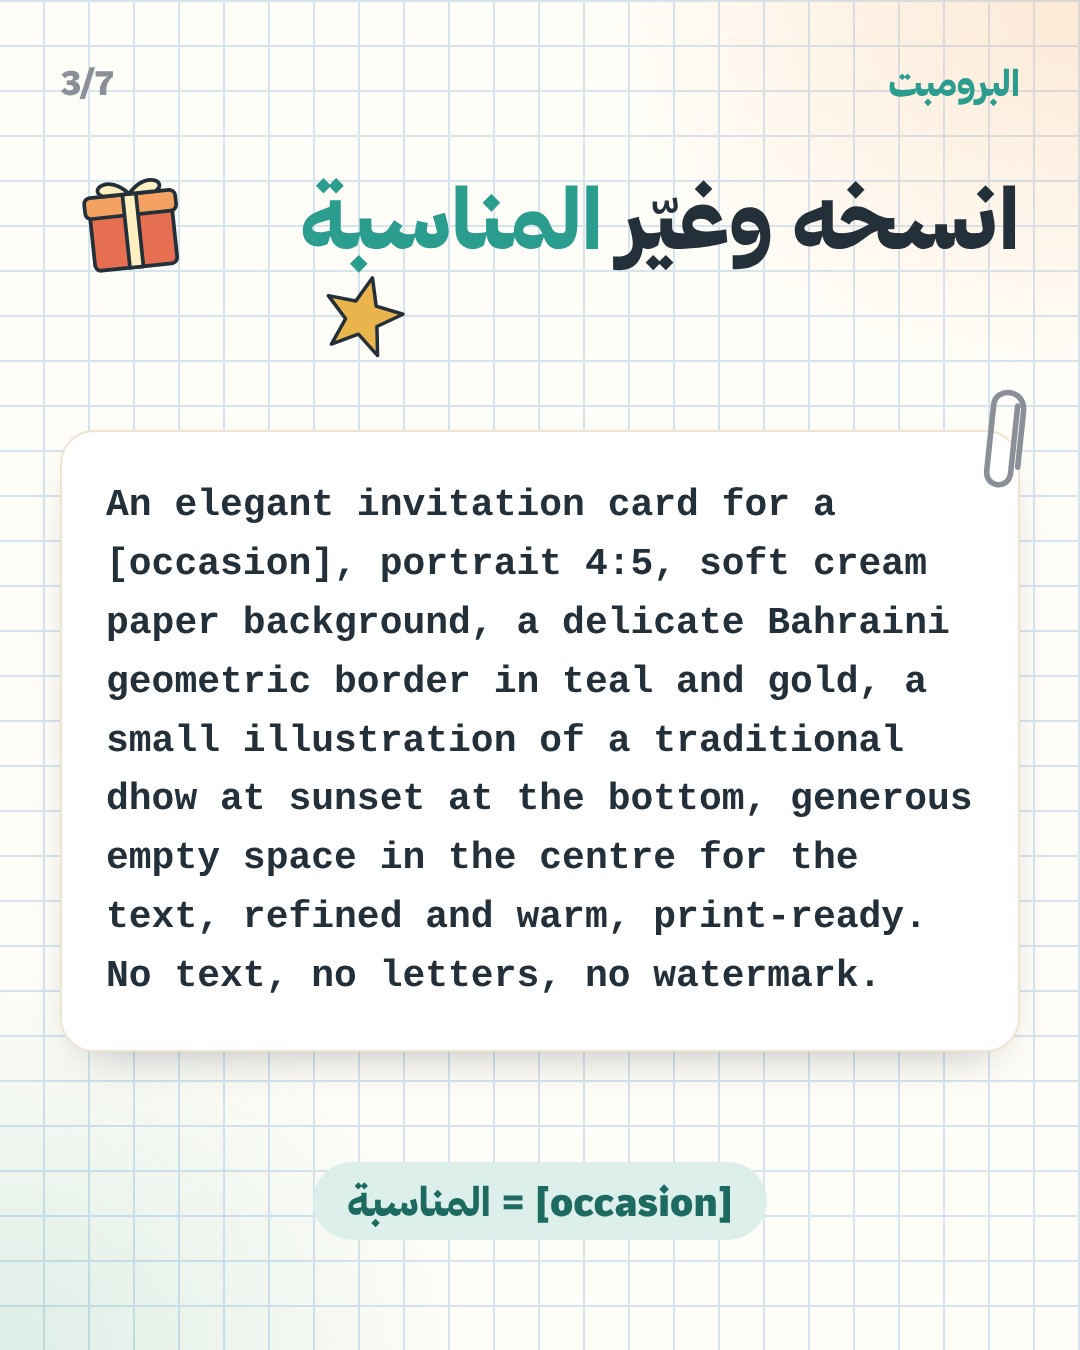 البرومبت
3/7
انسخه وغيّر المناسبة
An elegant invitation card for a
[occasion], portrait 4:5, soft cream
paper background, a delicate Bahraini
geometric border in teal and gold, a
small illustration of a traditional
dhow at sunset at the bottom, generous
empty space in the centre for the
text, refined and warm, print-ready.
No text, no letters, no watermark.
[occasion] = المناسبة